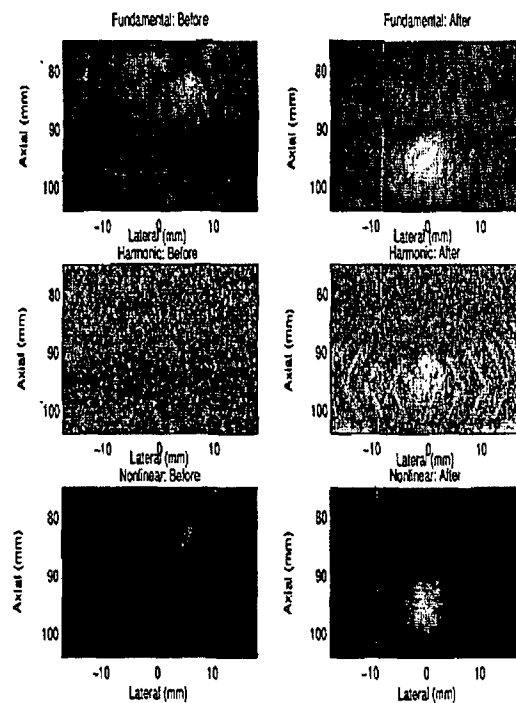 Fundamental: Before
Fundamental: After
Axial (mm)
80
90
100
-10
0
10
Lateral (mm)
Axial (mm)
80
90
100
-10
0
10
Lateral (mm)
Harmonic: Before
Harmonic: After
Axial (mm)
80
90
100
-10
0
10
Lateral (mm)
Axial (mm)
80
90
100
-10
0
10
Lateral (mm)
Nonlinear: Before
Nonlinear: After
Axial (mm)
80
90
100
-10
0
10
Lateral (mm)
Axial (mm)
80
90
100
-10
0
10
Lateral (mm)